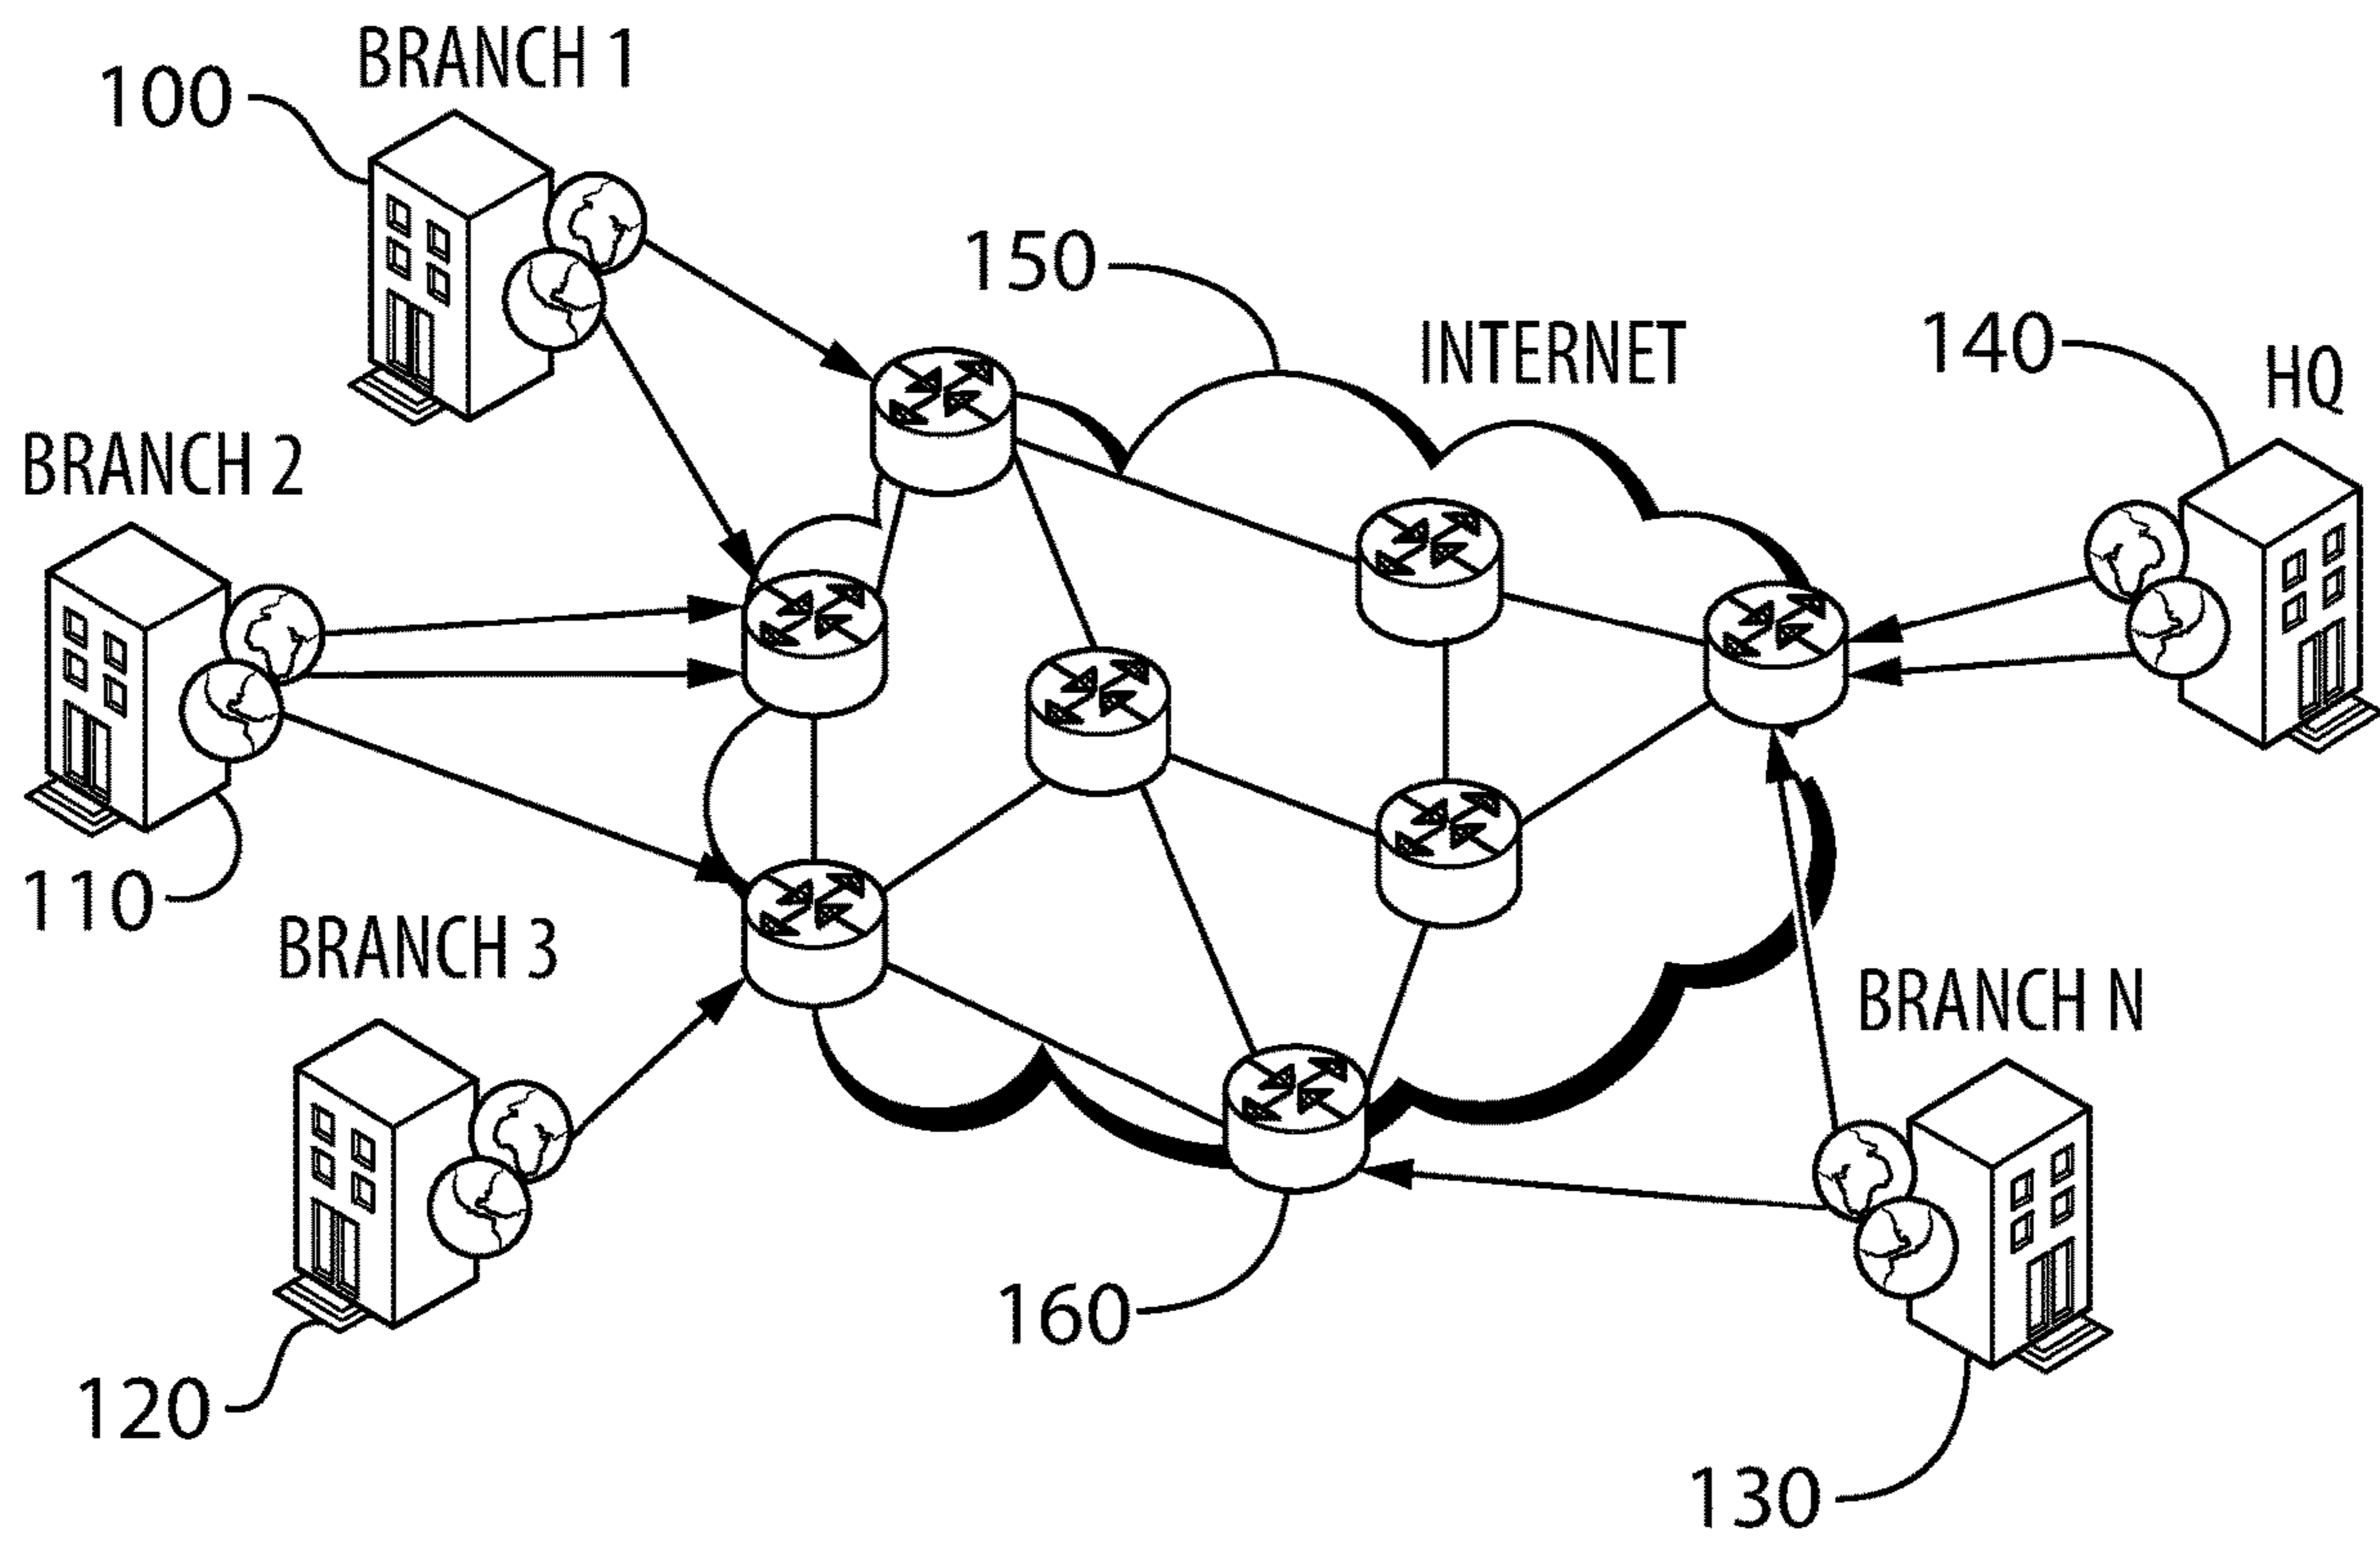 BRANCH 1
100
150
INTERNET
140
HQ
BRANCH 2
110
BRANCH 3
BRANCH N
160
120
130